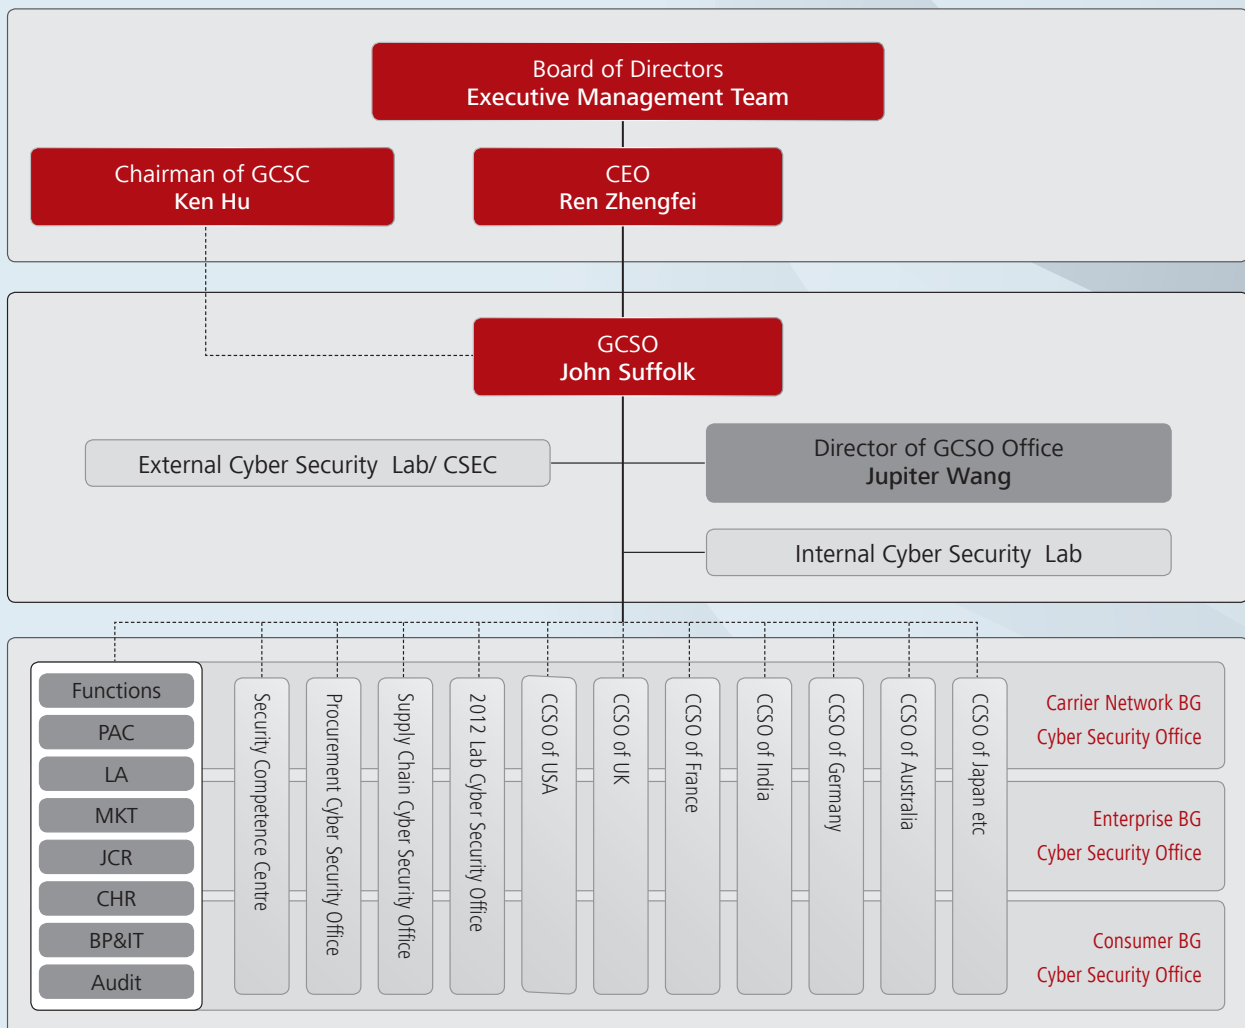 Board of Directors
Executive Management Team
Chairman of GCSC
Ken Hu
CEO
Ren Zhengfei
GCSO
John Suffolk
External Cyber Security Lab/ CSEC
Director of GCSO Office
Jupiter Wang
Internal Cyber Security Lab
Functions
PAC
LA
MKT
JCR
CHR
BP&IT
Audit
Security Competence Centre
Procurement Cyber Security Office
Supply Chain Cyber Security Office
2012 Lab Cyber Security Office
CCSO of USA
CCSO of UK
CCSO of France
CCSO of India
CCSO of Germany
CCSO of Australia
CCSO of Japan etc
Carrier Network BG
Cyber Security Office
Enterprise BG
Cyber Security Office
Consumer BG
Cyber Security Office